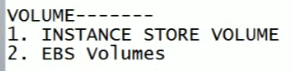 VOLUME-------
1. INSTANCE STORE VOLUME
2. EBS Volumes